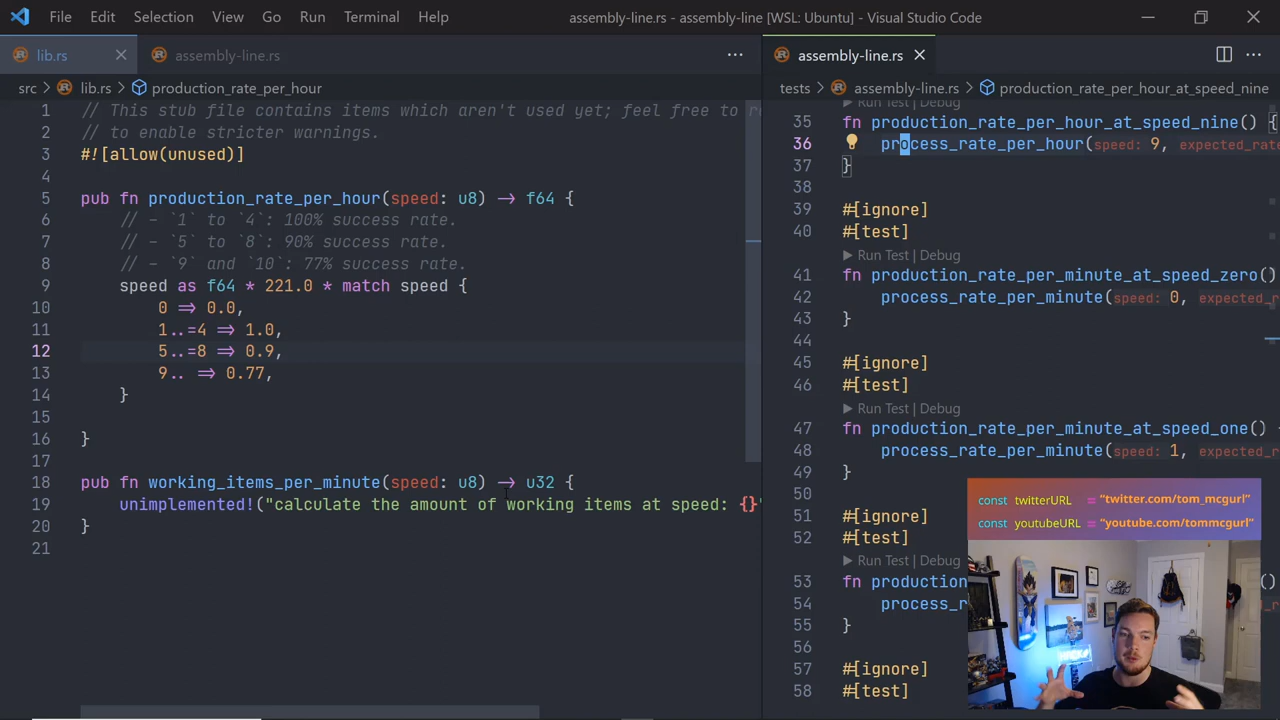 File Edit Selection View Go Run Terminal Help assembly-line.rs - assembly-line [WSL: Ubuntu] - Visual Studio Code
lib.rs assembly-line.rs
src lib.rs production_rate_per_hour
1 // This stub file contains items which aren't used yet; feel free to
2 // to enable stricter warnings.
3 #![allow(unused)]
4
5 pub fn production_rate_per_hour(speed: u8) -> f64 {
6 // - `1` to `4`: 100% success rate.
7 // - `5` to `8`: 90% success rate.
8 // - `9` and `10`: 77% success rate.
9 speed as f64 * 221.0 * match speed {
10 0 => 0.0,
11 1..=4 => 1.0,
12 5..=8 => 0.9,
13 9.. => 0.77,
14 }
15
16 }
17
18 pub fn working_items_per_minute(speed: u8) -> u32 {
19 unimplemented!("calculate the amount of working items at speed: {}"
20 }
21
assembly-line.rs
tests assembly-line.rs production_rate_per_hour_at_speed_nine
Run Test | Debug
35 fn production_rate_per_hour_at_speed_nine() {
36 process_rate_per_hour(speed: 9, expected_rate
37 }
38
39 #[ignore]
40 #[test]
Run Test | Debug
41 fn production_rate_per_minute_at_speed_zero()
42 process_rate_per_minute(speed: 0,
43 }
44
45 #[ignore]
46 #[test]
Run Test | Debug
47 fn production_rate_per_minute_at_speed_one()
48 process_rate_per_minute(speed: 1,
49 }
50
51 #[ignore]
52 #[test]
Run Test | Debug
53 fn production
54 process_r
55 }
56
57 #[ignore]
58 #[test]
const twitterURL = "twitter.com/tom_mcgurl"
const youtubeURL = "youtube.com/tommcgurl"